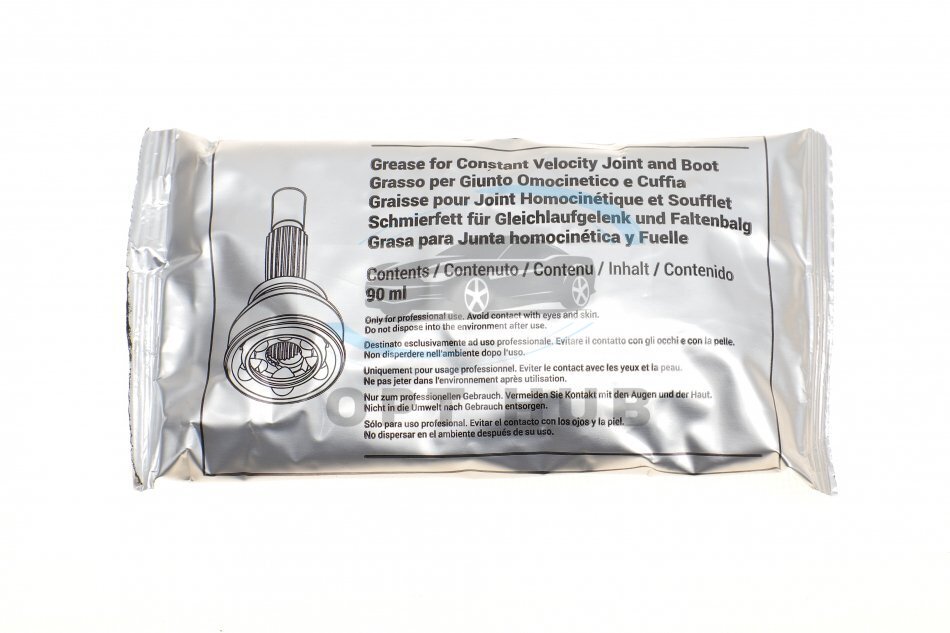 Grease for Constant Velocity Joint and Boot
Grasso per Giunto Omocinetico e Cuffia
Graisse pour Joint Homocinétique et Soufflet
Schmierfett für Gleichlaufgelenk und Faltenbalg
Grasa para Junta homocinética y Fuelle
Contents / Contenuto / Contenu / Inhalt / Contenido
90 ml
Only for professional use. Avoid contact with eyes and skin.
Do not dispose into the environment after use.
Destinato esclusivamente ad uso professionale. Evitare il contatto con gli occhi e con la pelle.
Non disperdere nell'ambiente dopo l'uso.
Uniquement pour usage professionnel. Eviter le contact avec les yeux et la peau.
Ne pas jeter dans l'environnement après utilisation.
Nur zum professionellen Gebrauch. Vermeiden Sie Kontakt mit den Augen und der Haut.
Nicht in die Umwelt nach Gebrauch entsorgen.
OPT HUB
Sólo para uso profesional. Evitar el contacto con los ojos y la piel.
No dispersar en el ambiente después de su uso.